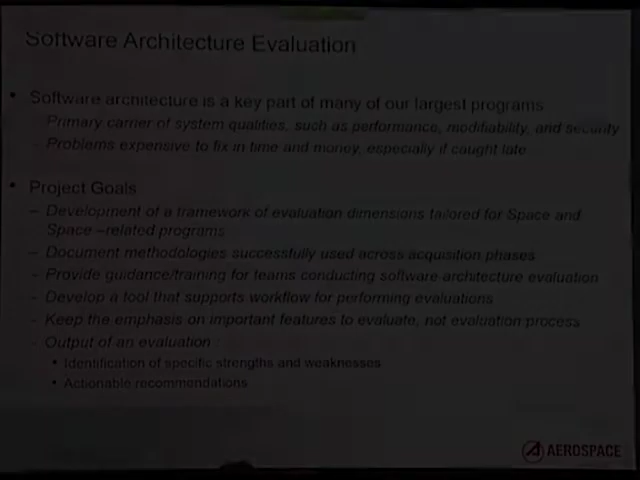 Software Architecture Evaluation
• Software architecture is a key part of many of our largest programs
– Primary carrier of system qualities, such as performance, modifiability, and security
– Problems expensive to fix in time and money, especially if caught late
• Project Goals
– Development of a framework of evaluation dimensions tailored for Space and
Space –related programs
– Document methodologies successfully used across acquisition phases
– Provide guidance/training for teams conducting software architecture evaluation
– Develop a tool that supports workflow for performing evaluations
– Keep the emphasis on important features to evaluate, not evaluation process
– Output of an evaluation :
• Identification of specific strengths and weaknesses
• Actionable recommendations
AEROSPACE